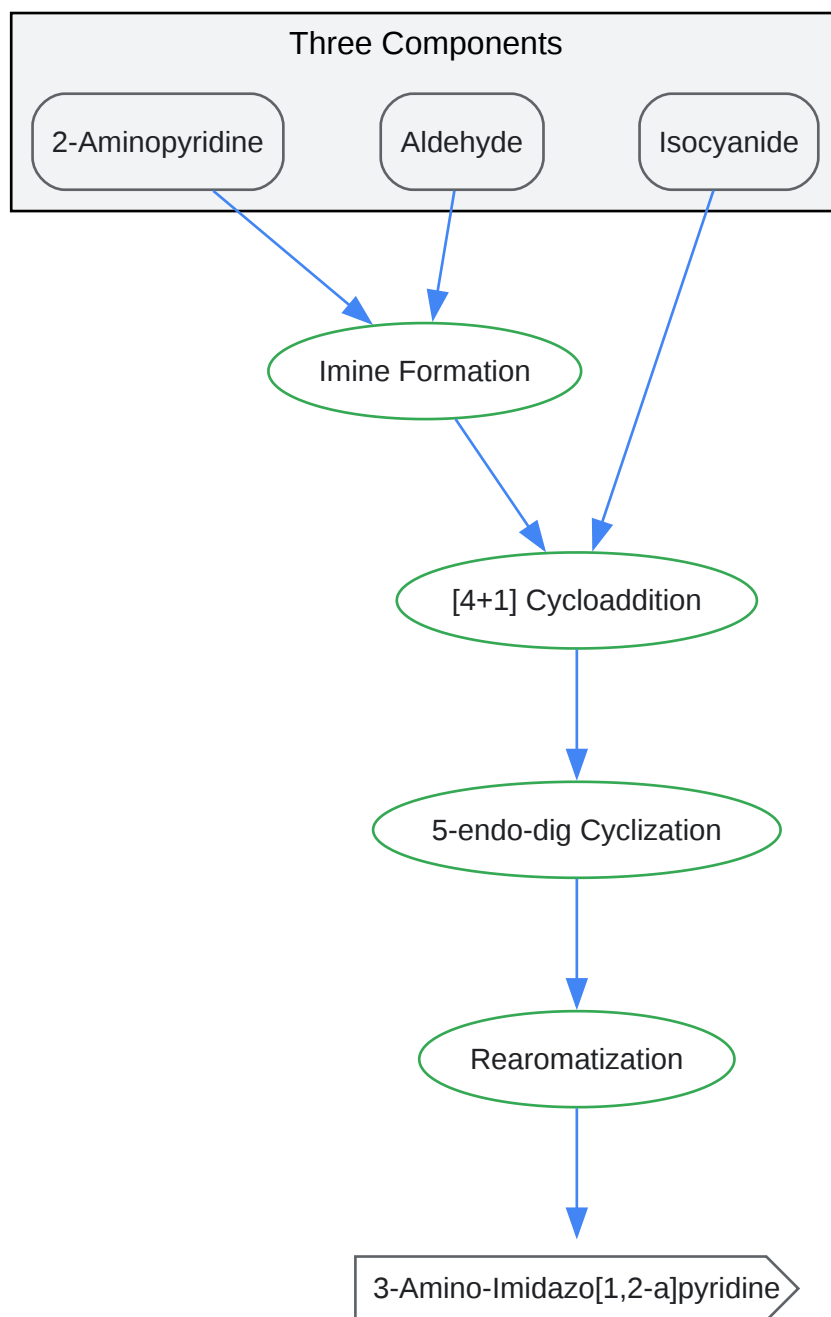 Three Components
2-Aminopyridine
Aldehyde
Isocyanide
Imine Formation
[4+1] Cycloaddition
5-endo-dig Cyclization
Rearomatization
3-Amino-Imidazo[1,2-a]pyridine